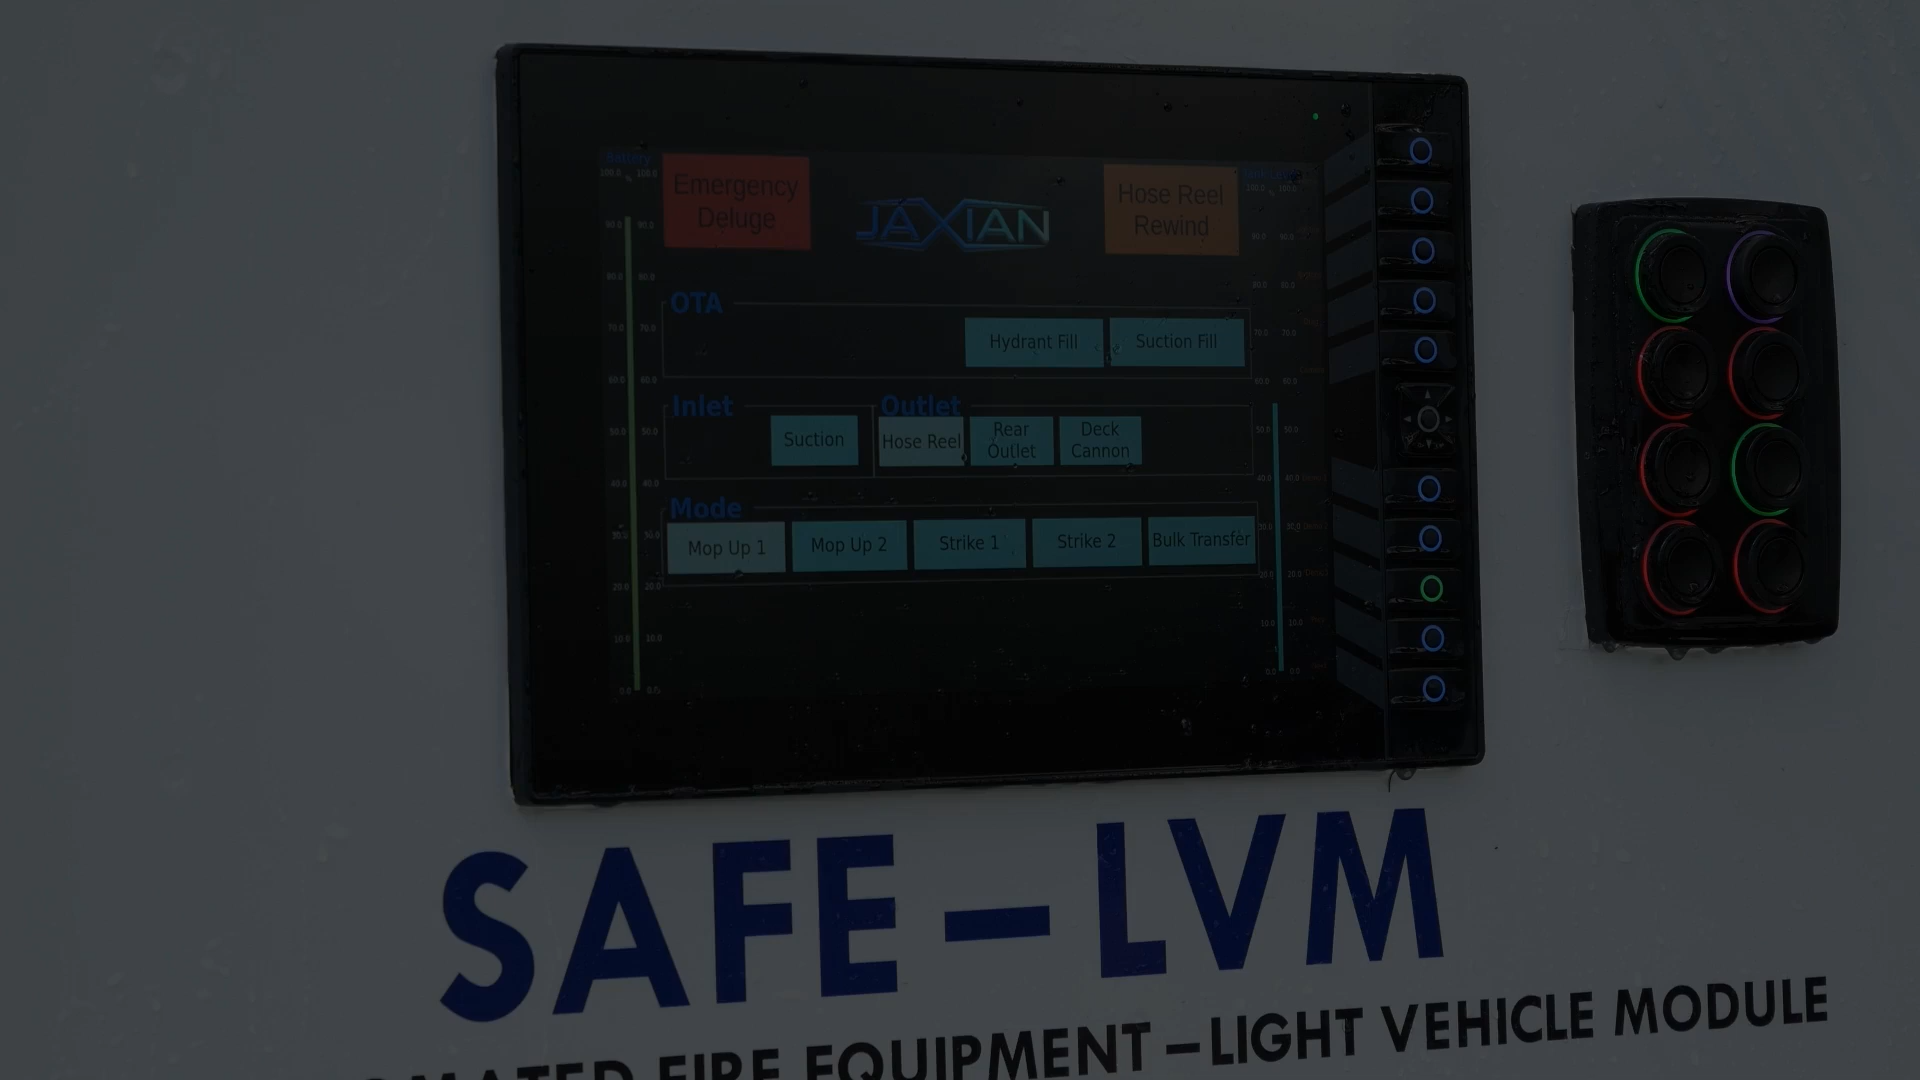 Battery
Emergency
Deluge
JAXIAN
Hose Reel
Rewind
OTA
Hydrant Fill
Suction Fill
Inlet
Outlet
Suction
Hose Reel
Rear
Outlet
Deck
Cannon
Mode
Mop Up 1
Mop Up 2
Strike 1
Strike 2
Bulk Transfer
SAFE–LVM
MATED FIRE EQUIPMENT – LIGHT VEHICLE MODULE